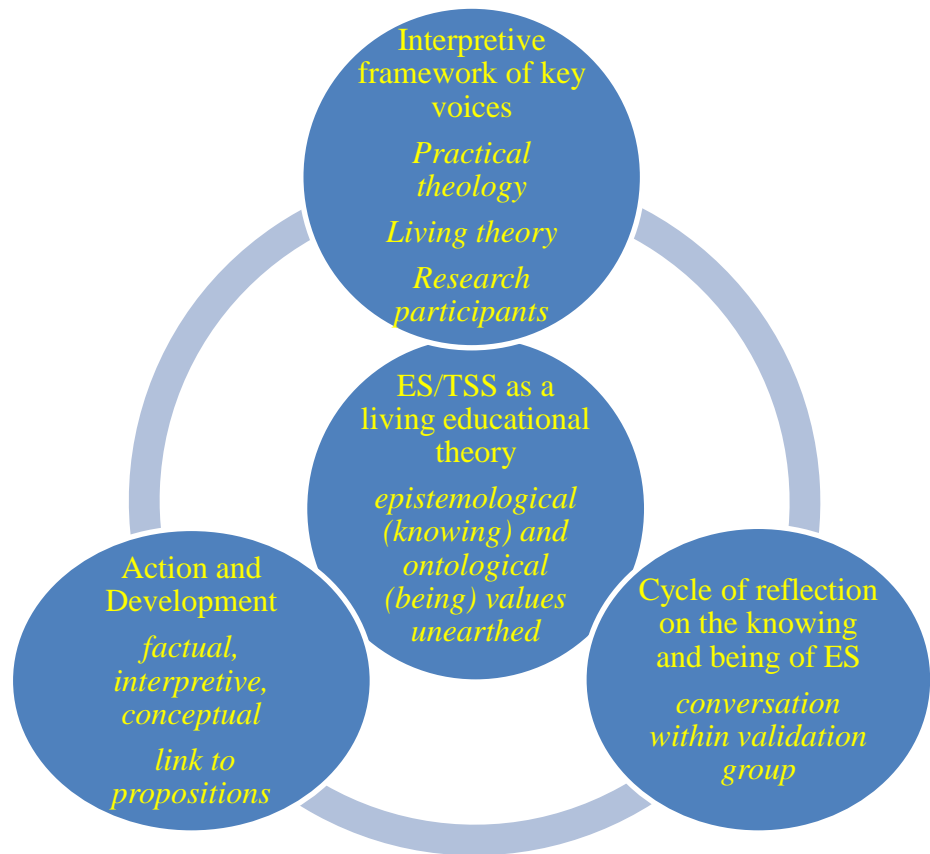 Interpretive
framework of key
voices
Practical
theology
Living theory
Research
participants
ES/TSS as a
living educational
theory
epistemological
(knowing) and
ontological
(being) values
unearthed
Action and
Development
factual,
interpretive,
conceptual
link to
propositions
Cycle of reflection
on the knowing
and being of ES
conversation
within validation
group